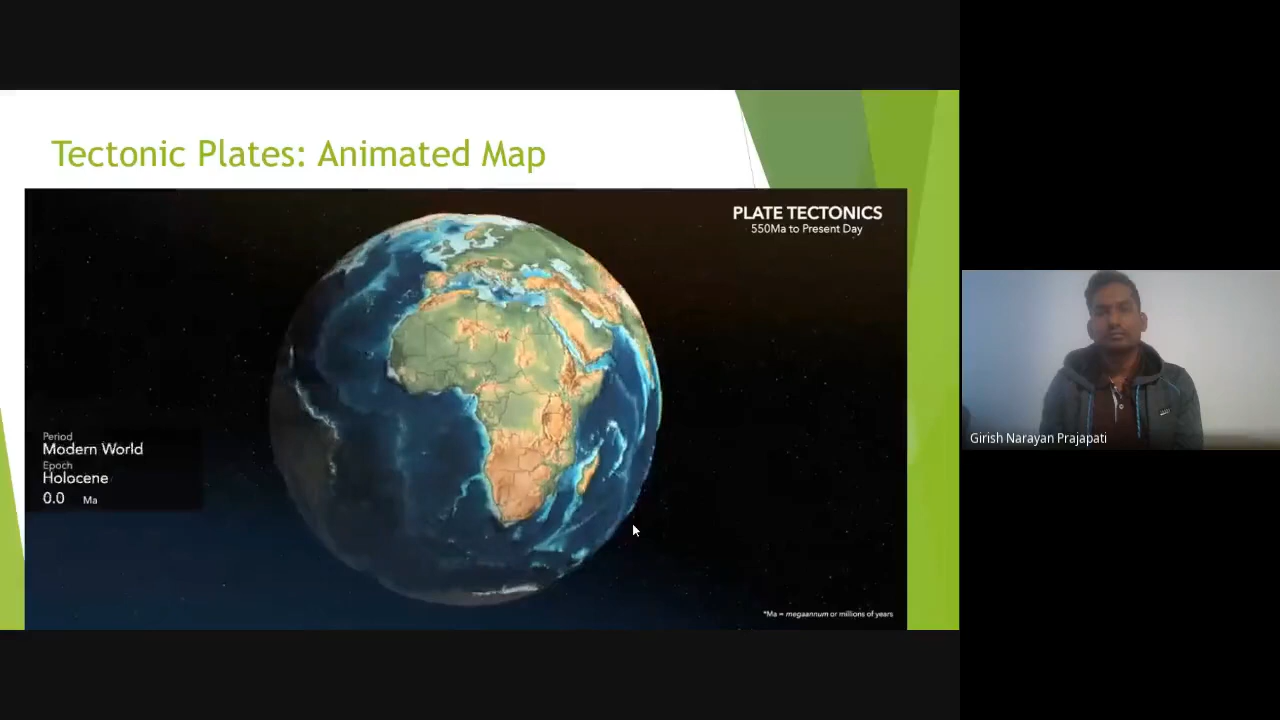 Tectonic Plates: Animated Map
PLATE TECTONICS
550Ma to Present Day
Period
Modern World
Epoch
Holocene
0.0 Ma
*Ma = megaannum or millions of years
Girish Narayan Prajapati